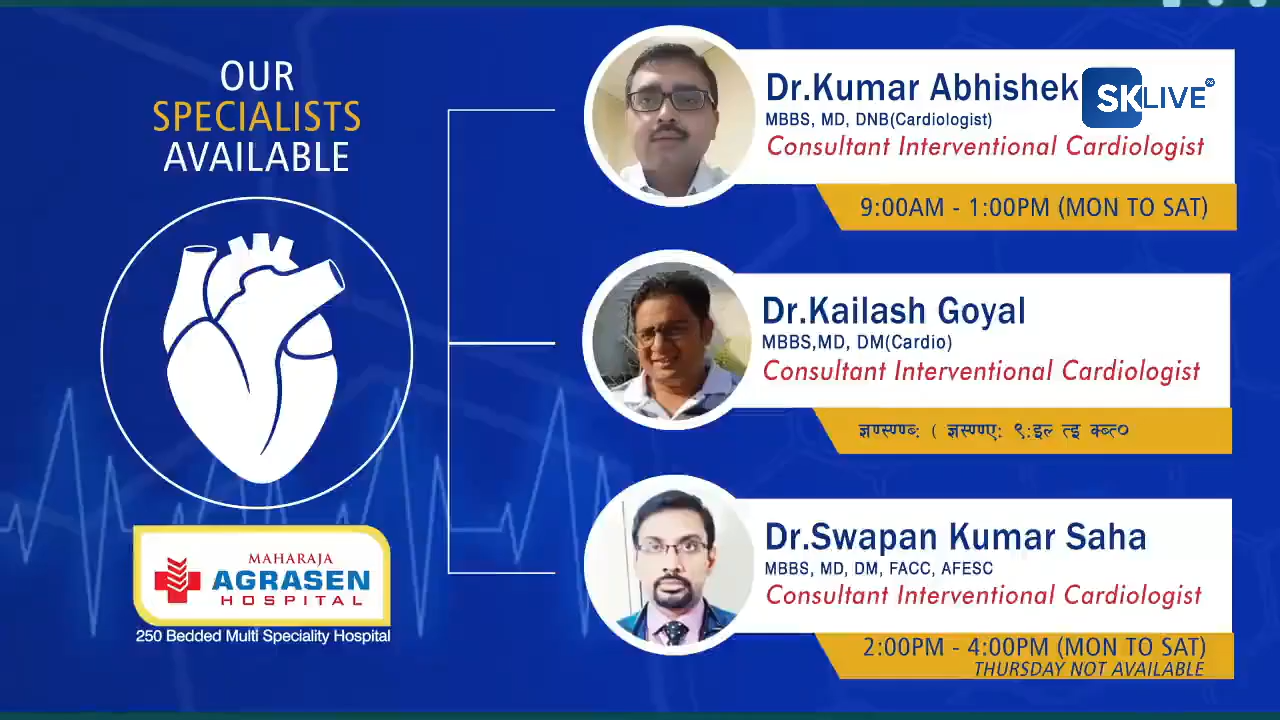 OUR
SPECIALISTS
AVAILABLE
MAHARAJA
AGRASEN
HOSPITAL
250 Bedded Multi Speciality Hospital
Dr.Kumar Abhishek
SKLIVE
MBBS, MD, DNB(Cardiologist)
Consultant Interventional Cardiologist
9:00AM - 1:00PM (MON TO SAT)
Dr.Kailash Goyal
MBBS,MD, DM(Cardio)
Consultant Interventional Cardiologist
Dr.Swapan Kumar Saha
MBBS, MD, DM, FACC, AFESC
Consultant Interventional Cardiologist
2:00PM - 4:00PM (MON TO SAT)
THURSDAY NOT AVAILABLE